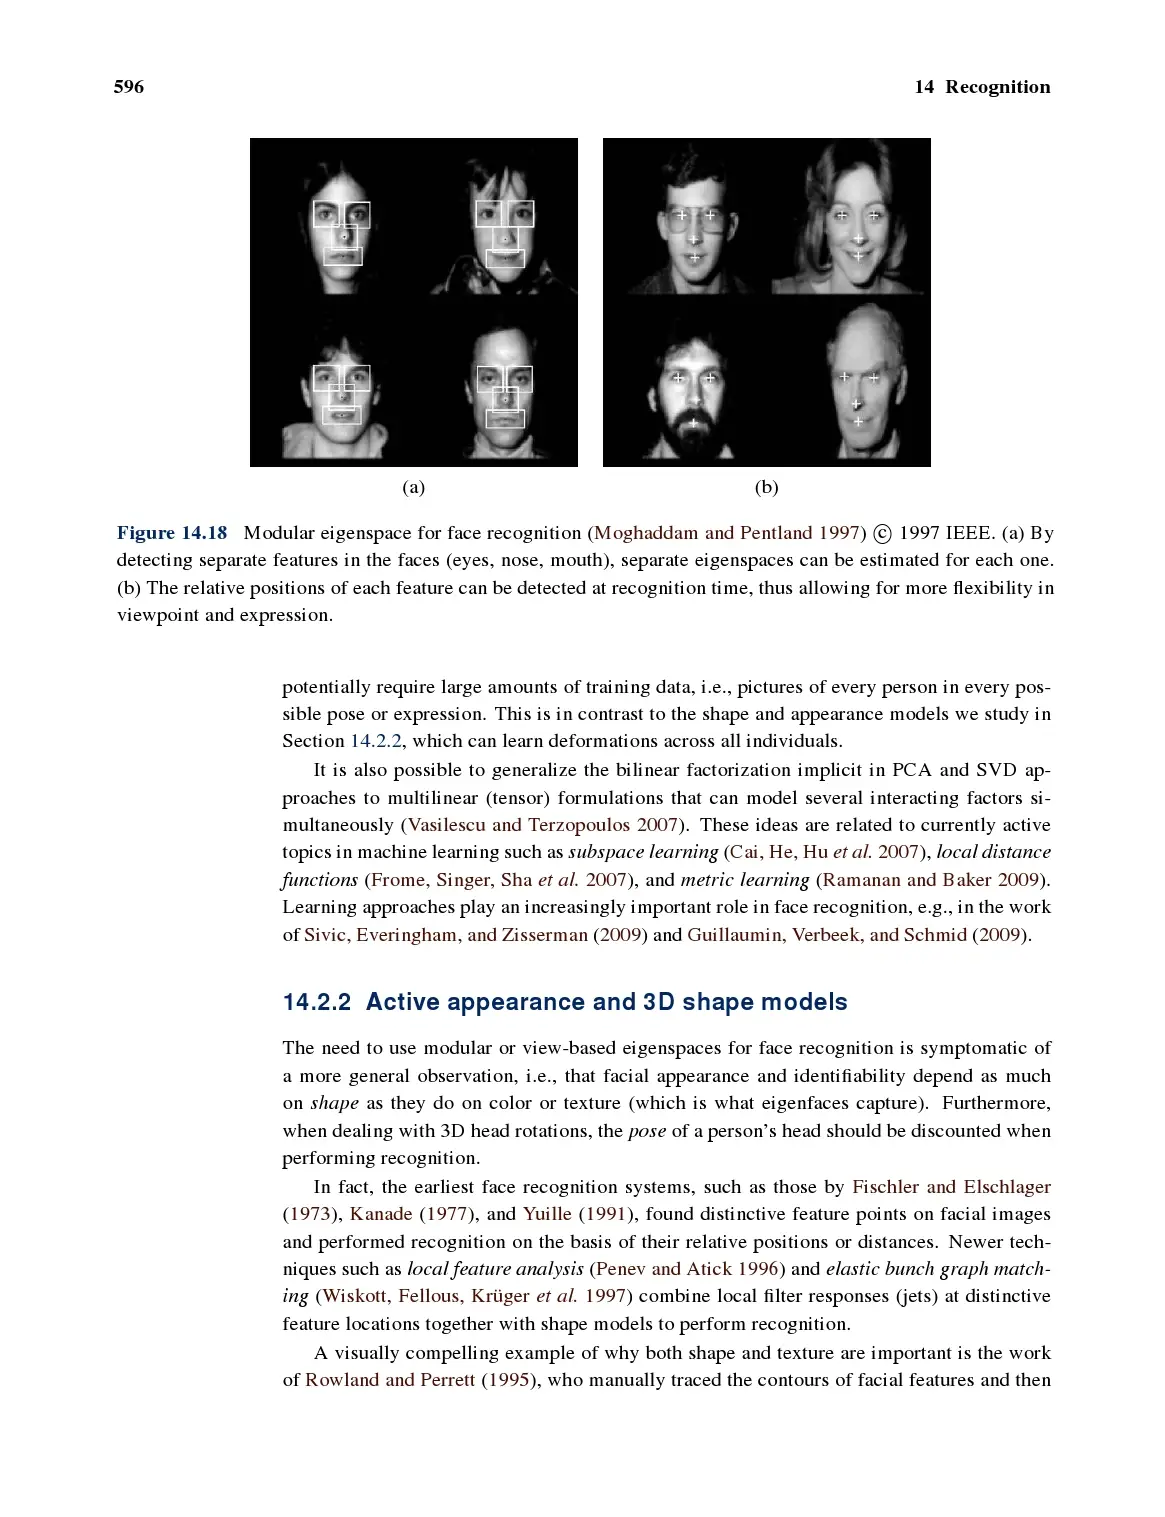 596
14 Recognition
(a)
(b)
Figure 14.18 Modular eigenspace for face recognition (Moghaddam and Pentland 1997) © 1997 IEEE. (a) By
detecting separate features in the faces (eyes, nose, mouth), separate eigenspaces can be estimated for each one.
(b) The relative positions of each feature can be detected at recognition time, thus allowing for more flexibility in
viewpoint and expression.
potentially require large amounts of training data, i.e., pictures of every person in every pos-
sible pose or expression. This is in contrast to the shape and appearance models we study in
Section 14.2.2, which can learn deformations across all individuals.
It is also possible to generalize the bilinear factorization implicit in PCA and SVD ap-
proaches to multilinear (tensor) formulations that can model several interacting factors si-
multaneously (Vasilescu and Terzopoulos 2007). These ideas are related to currently active
topics in machine learning such as subspace learning (Cai, He, Hu et al. 2007), local distance
functions (Frome, Singer, Sha et al. 2007), and metric learning (Ramanan and Baker 2009).
Learning approaches play an increasingly important role in face recognition, e.g., in the work
of Sivic, Everingham, and Zisserman (2009) and Guillaumin, Verbeek, and Schmid (2009).
14.2.2 Active appearance and 3D shape models
The need to use modular or view-based eigenspaces for face recognition is symptomatic of
a more general observation, i.e., that facial appearance and identifiability depend as much
on shape as they do on color or texture (which is what eigenfaces capture). Furthermore,
when dealing with 3D head rotations, the pose of a person's head should be discounted when
performing recognition.
In fact, the earliest face recognition systems, such as those by Fischler and Elschlager
(1973), Kanade (1977), and Yuille (1991), found distinctive feature points on facial images
and performed recognition on the basis of their relative positions or distances. Newer tech-
niques such as local feature analysis (Penev and Atick 1996) and elastic bunch graph match-
ing (Wiskott, Fellous, Krüger et al. 1997) combine local filter responses (jets) at distinctive
feature locations together with shape models to perform recognition.
A visually compelling example of why both shape and texture are important is the work
of Rowland and Perrett (1995), who manually traced the contours of facial features and then